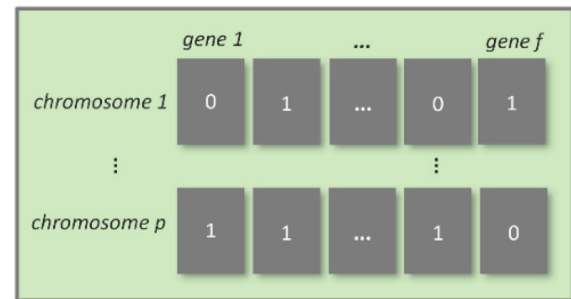 gene 1 ... gene f
chromosome 1 0 1 ... 0 1
⋮ ⋮
chromosome p 1 1 ... 1 0